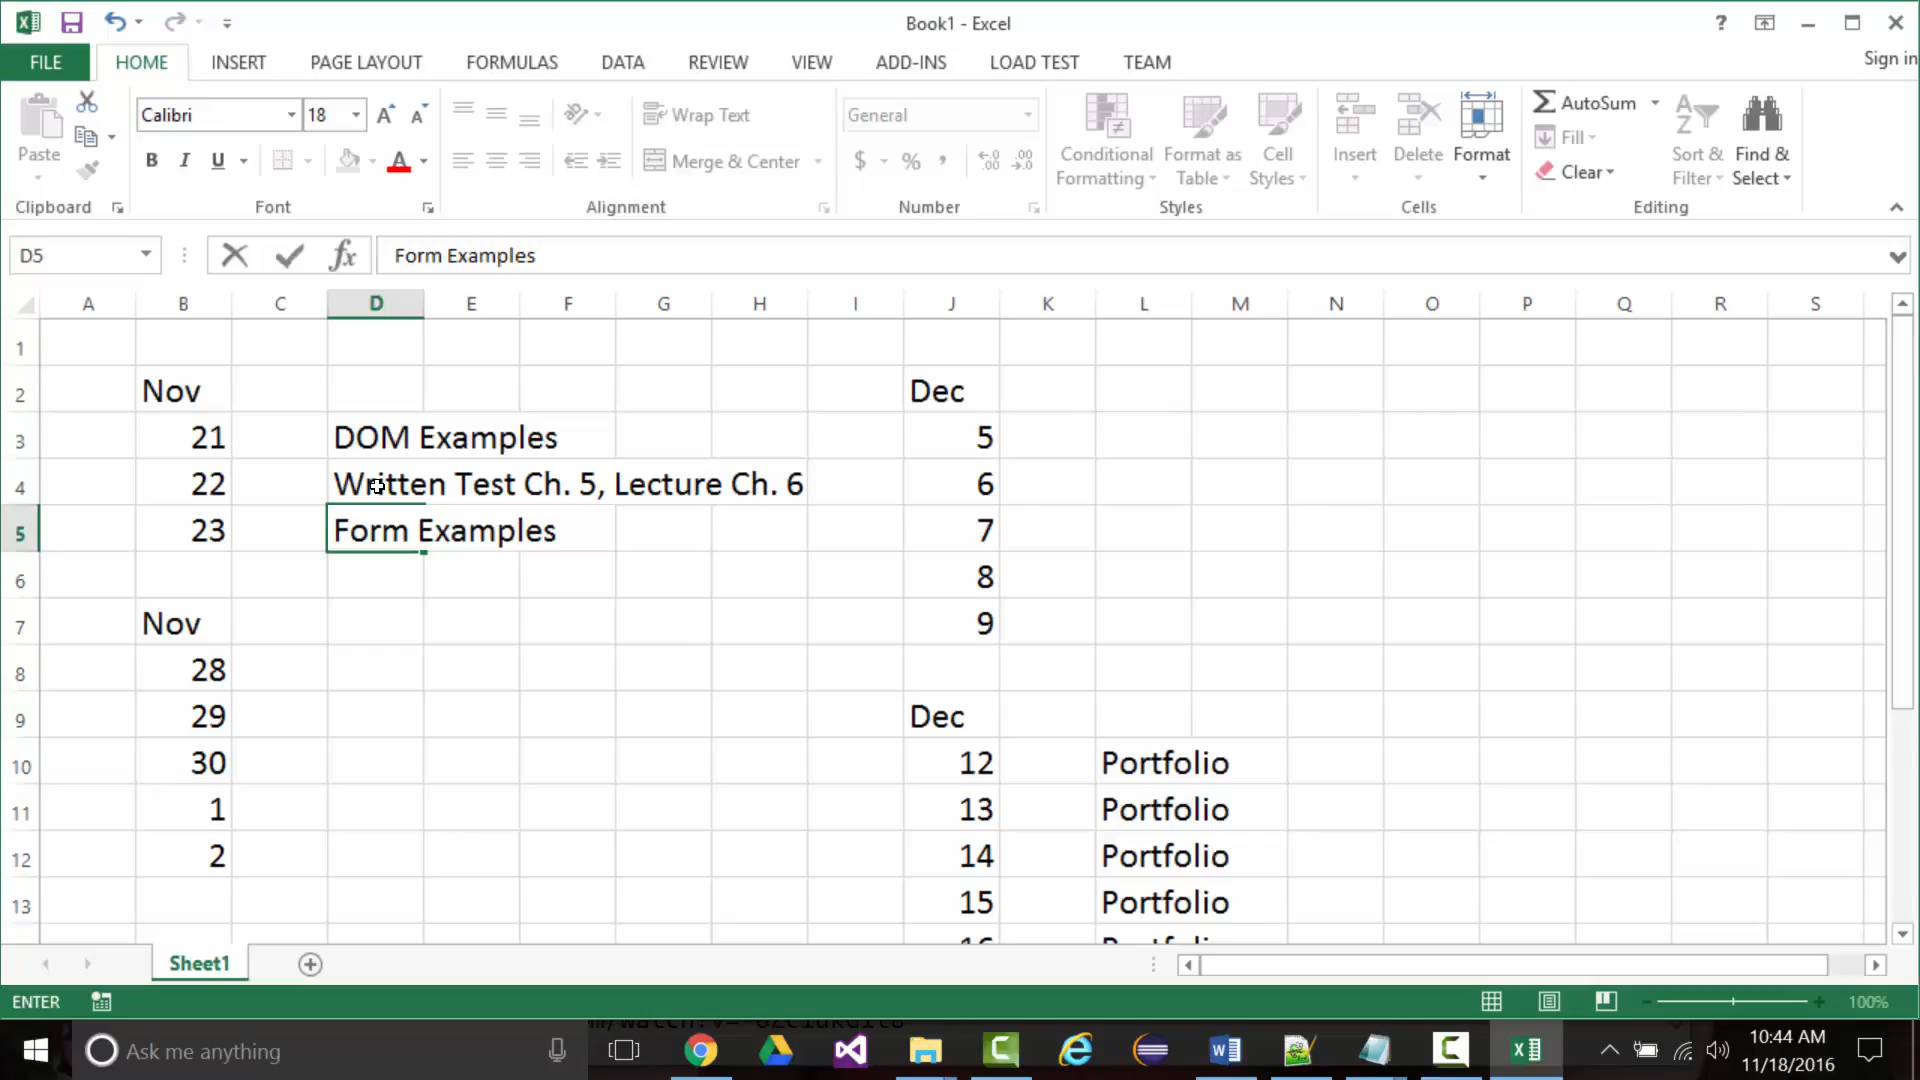 Book1 - Excel
?
FILE HOME INSERT PAGE LAYOUT FORMULAS DATA REVIEW VIEW ADD-INS LOAD TEST TEAM Sign in
Calibri 18 Wrap Text General AutoSum
Paste B I U A Merge & Center $ % Conditional Formatting Format as Table Cell Styles Insert Delete Format Fill Clear Sort & Filter Find & Select
Clipboard Font Alignment Number Styles Cells Editing
D5 fx Form Examples
A B C D E F G H I J K L M N O P Q R S
1
2 Nov Dec
3 21 DOM Examples 5
4 22 Written Test Ch. 5, Lecture Ch. 6 6
5 23 Form Examples 7
6 8
7 Nov 9
8 28
9 29 Dec
10 30 12 Portfolio
11 1 13 Portfolio
12 2 14 Portfolio
13 15 Portfolio
Sheet1
ENTER 100%
Ask me anything 10:44 AM
11/18/2016